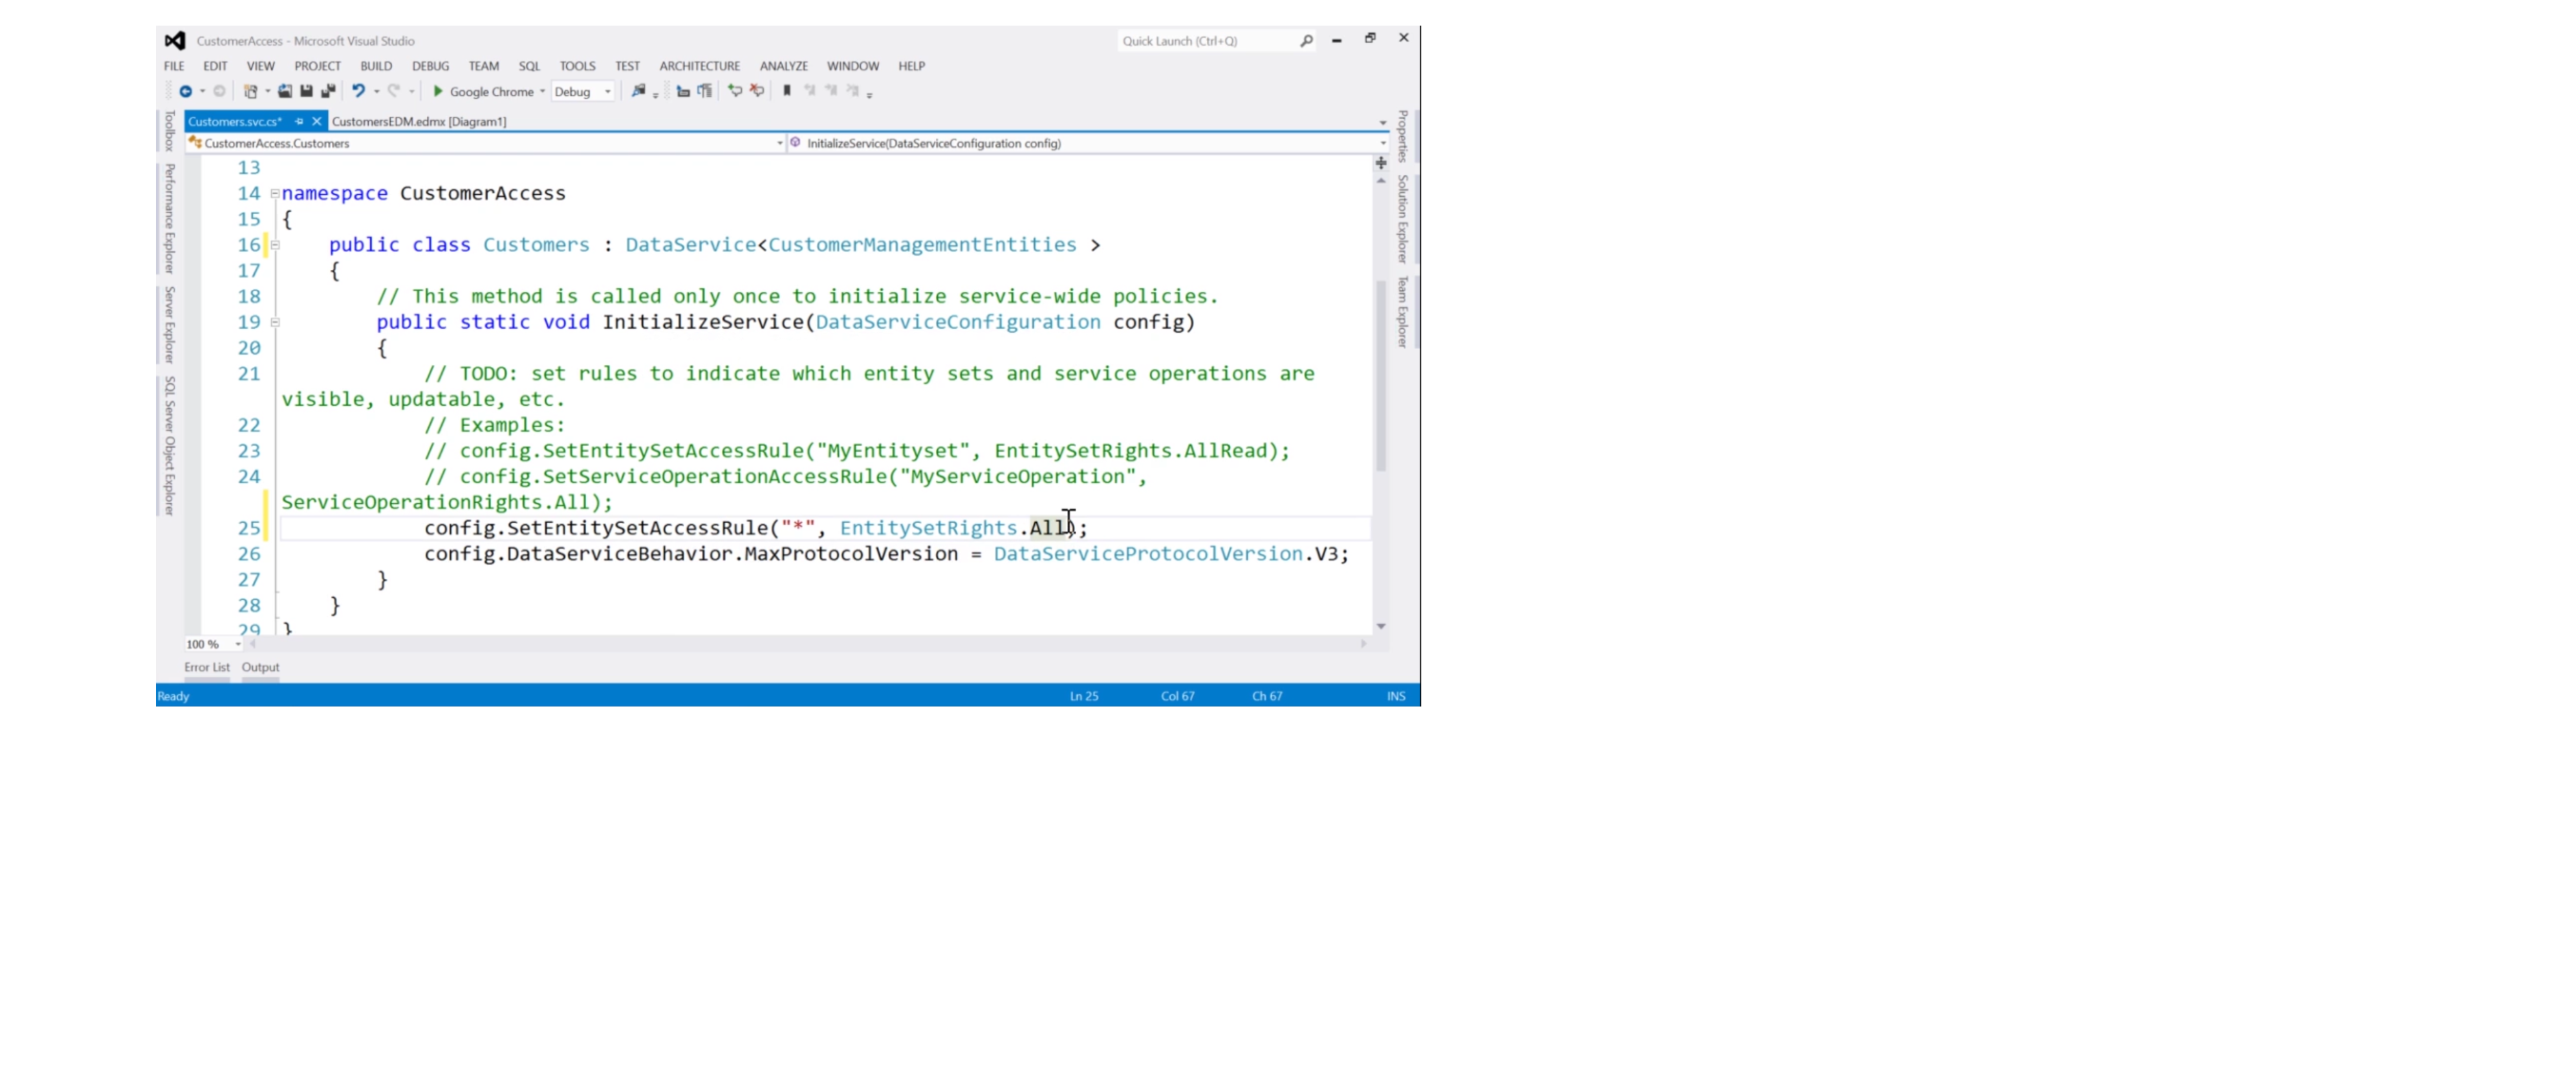 CustomerAccess - Microsoft Visual Studio
Quick Launch (Ctrl+Q)
FILE EDIT VIEW PROJECT BUILD DEBUG TEAM SQL TOOLS TEST ARCHITECTURE ANALYZE WINDOW HELP
Google Chrome Debug
Customers.svc.cs* CustomersEDM.edmx [Diagram1]
CustomerAccess.Customers InitializeService(DataServiceConfiguration config)
13
14 namespace CustomerAccess
15 {
16 public class Customers : DataService<CustomerManagementEntities >
17 {
18 // This method is called only once to initialize service-wide policies.
19 public static void InitializeService(DataServiceConfiguration config)
20 {
21 // TODO: set rules to indicate which entity sets and service operations are
visible, updatable, etc.
22 // Examples:
23 // config.SetEntitySetAccessRule("MyEntityset", EntitySetRights.AllRead);
24 // config.SetServiceOperationAccessRule("MyServiceOperation",
ServiceOperationRights.All);
25 config.SetEntitySetAccessRule("*", EntitySetRights.All);
26 config.DataServiceBehavior.MaxProtocolVersion = DataServiceProtocolVersion.V3;
27 }
28 }
29 }
100 %
Error List Output
Ready Ln 25 Col 67 Ch 67 INS
Toolbox
Performance Explorer
Server Explorer
SQL Server Object Explorer
Properties
Solution Explorer
Team Explorer